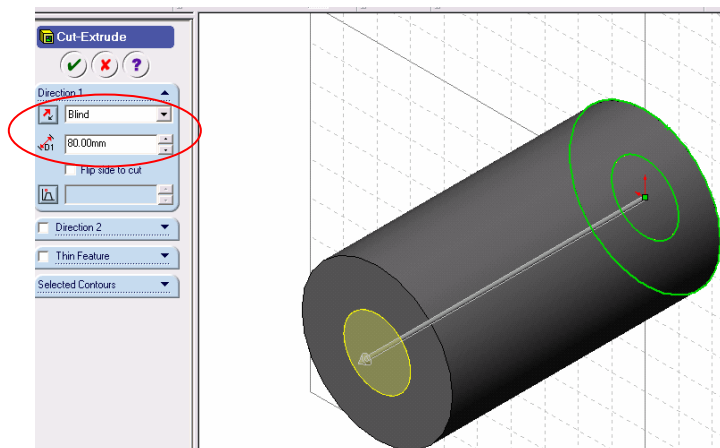 Cut-Extrude
?
Direction 1
Blind
D1
80.00mm
Flip side to cut
Direction 2
Thin Feature
Selected Contours